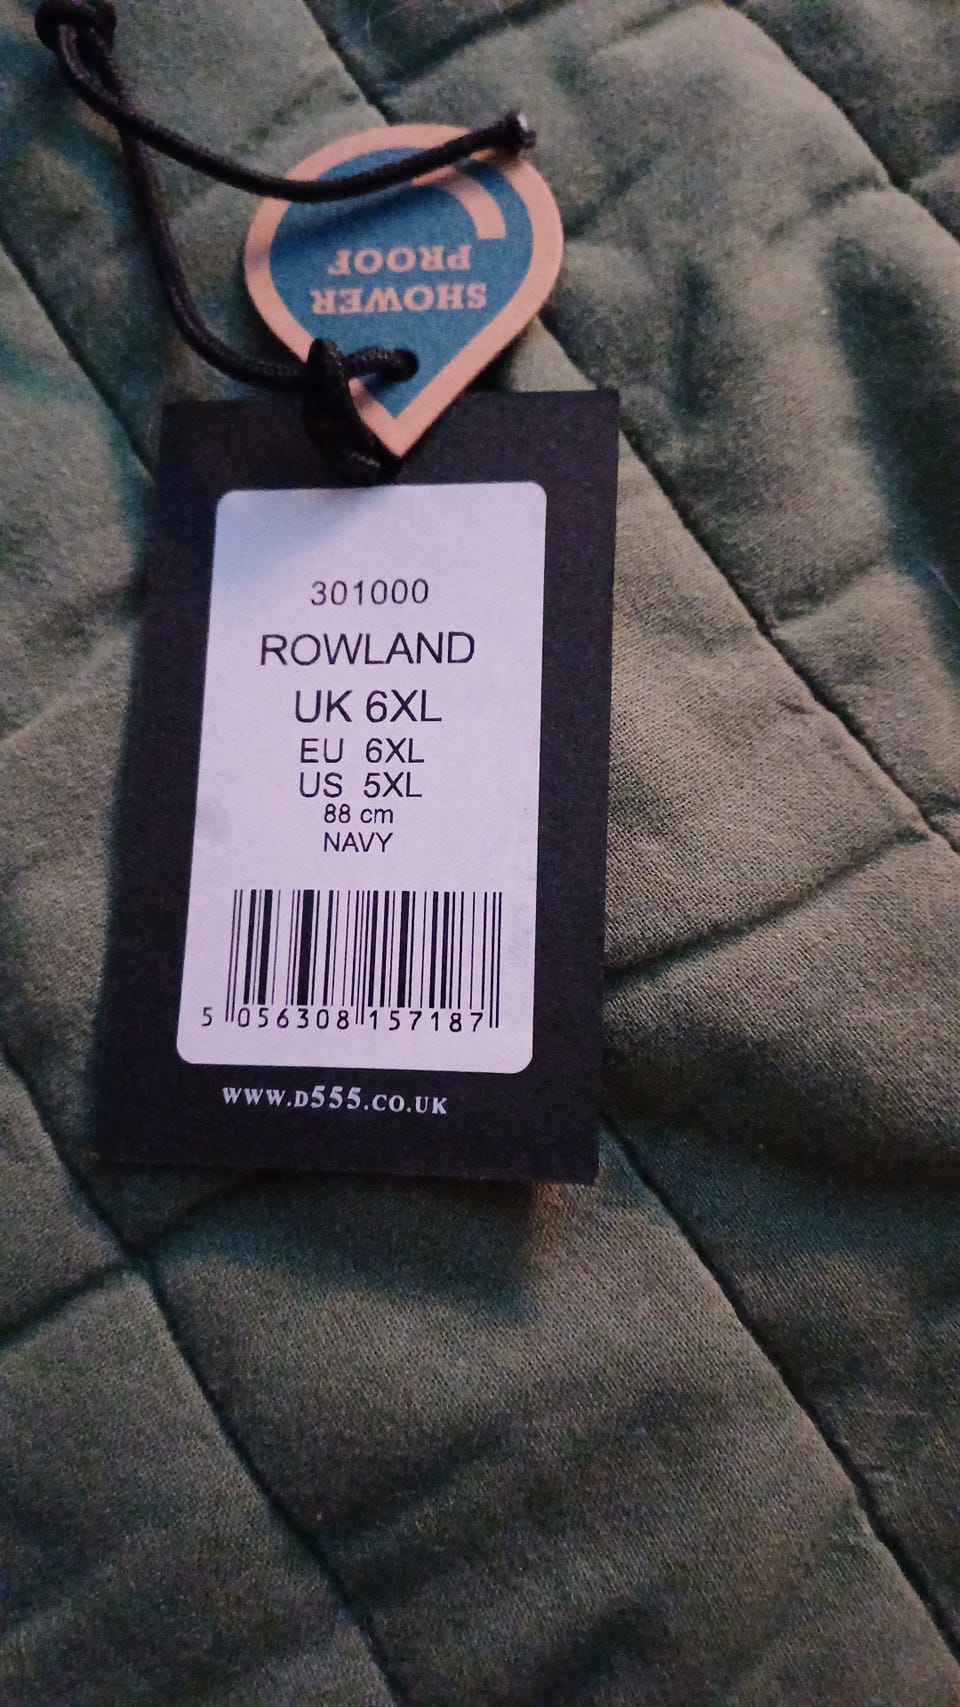 SHOWER
PROOF
301000
ROWLAND
UK 6XL
EU 6XL
US 5XL
88 cm
NAVY
5 056308 157187
WWW.D555.CO.UK